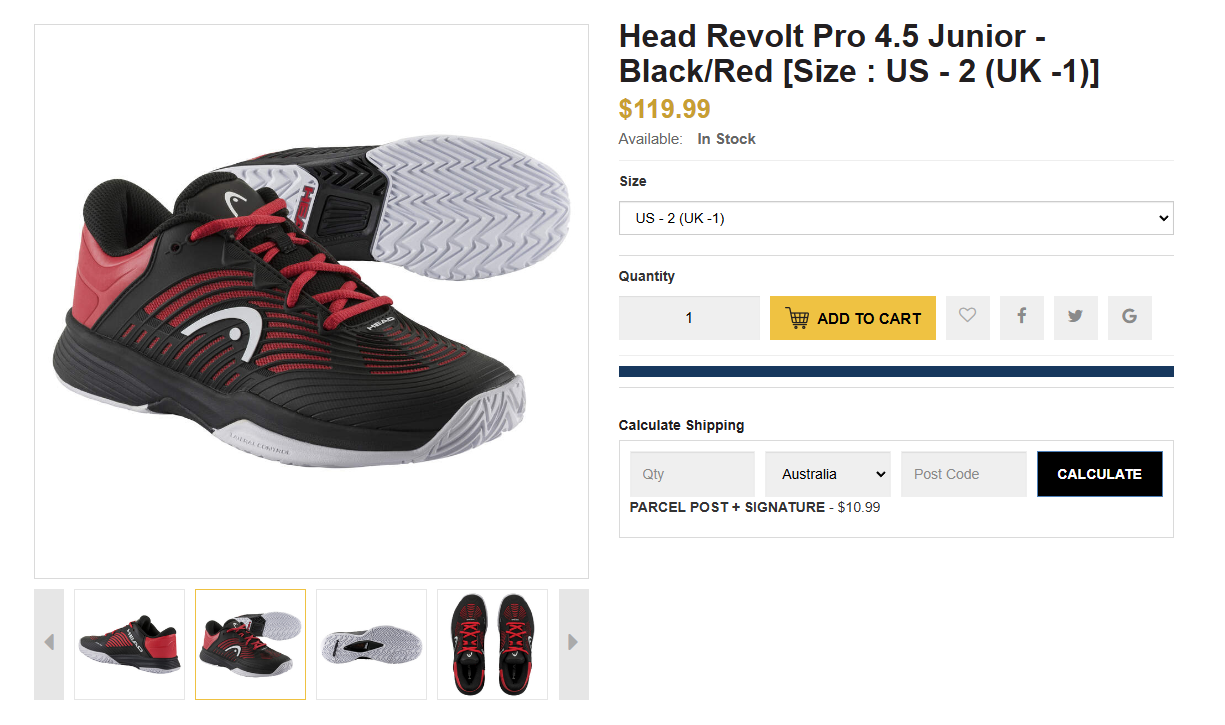 Head Revolt Pro 4.5 Junior -
Black/Red [Size : US - 2 (UK -1)]
$119.99
Available: In Stock
Size
US - 2 (UK -1)
Quantity
1
ADD TO CART
Calculate Shipping
Qty
Australia
Post Code
CALCULATE
PARCEL POST + SIGNATURE - $10.99
HEAD
LATERAL CONTROL
HEAD